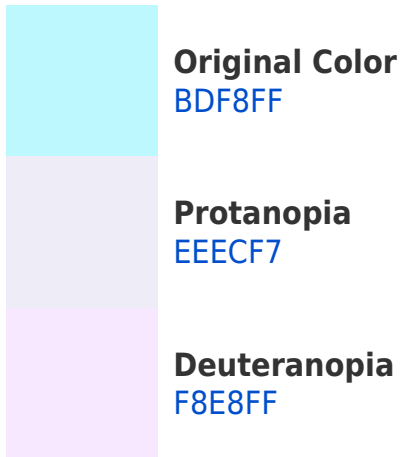 Original Color
BDF8FF
Protanopia
EEECF7
Deuteranopia
F8E8FF